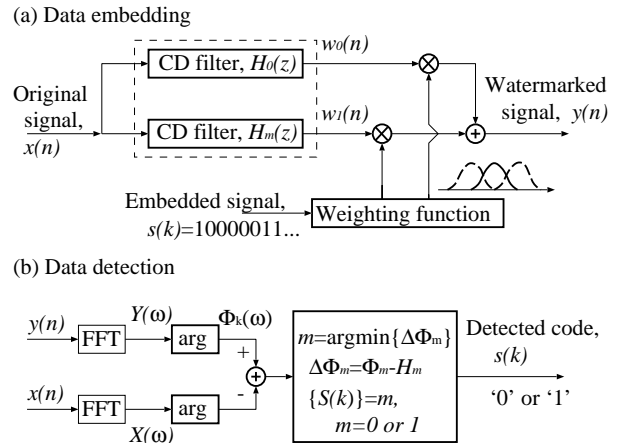 (a) Data embedding
CD filter, H0(z)
w0(n)
Original signal, x(n)
CD filter, Hm(z)
w1(n)
Watermarked signal, y(n)
Embedded signal, s(k)=10000011...
Weighting function
(b) Data detection
y(n)
FFT
Y(ω)
arg
Φk(ω)
+
-
x(n)
FFT
X(ω)
arg
m=argmin{ΔΦm}
ΔΦm=Φm-Hm
{S(k)}=m,
m=0 or 1
Detected code, s(k)
‘0’ or ‘1’